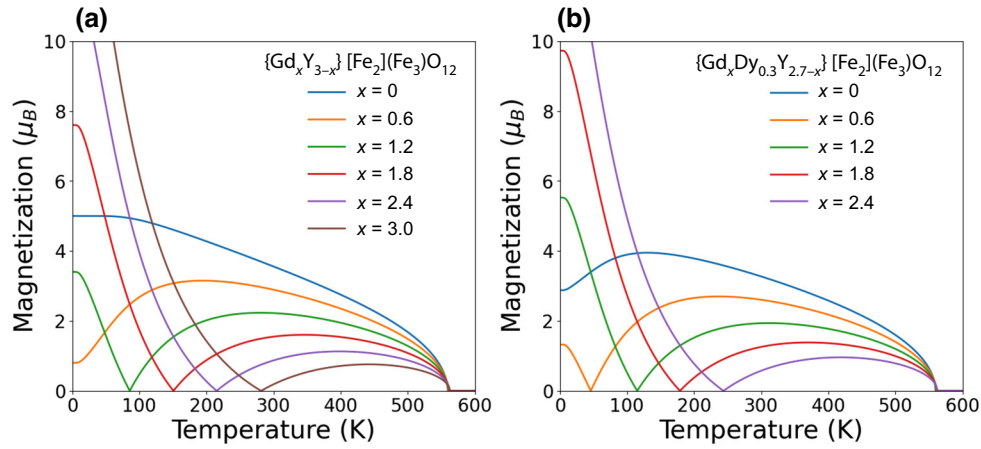 (a)
Magnetization (μB)
10
8
6
4
2
0
{GdxY3–x} [Fe2](Fe3)O12
x = 0
x = 0.6
x = 1.2
x = 1.8
x = 2.4
x = 3.0
0 100 200 300 400 500 600
Temperature (K)
(b)
Magnetization (μB)
10
8
6
4
2
0
{GdxDy0.3Y2.7–x} [Fe2](Fe3)O12
x = 0
x = 0.6
x = 1.2
x = 1.8
x = 2.4
0 100 200 300 400 500 600
Temperature (K)